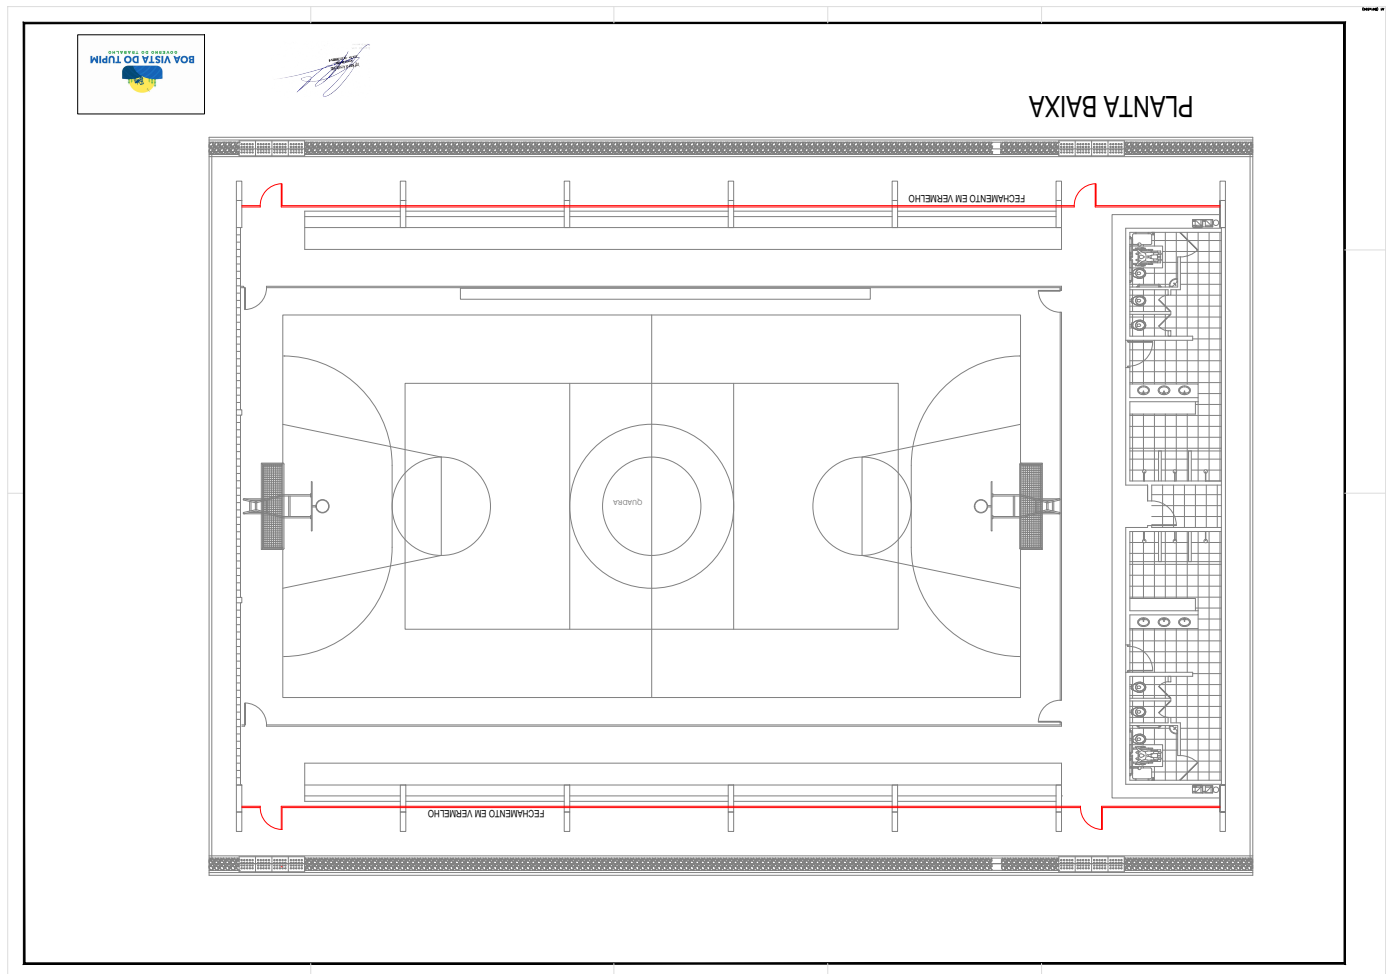 BOA VISTA DO TUPIM
GOVERNO DO TRABALHO
PLANTA BAIXA
FECHAMENTO EM VERMELHO
QUADRA
FECHAMENTO EM VERMELHO